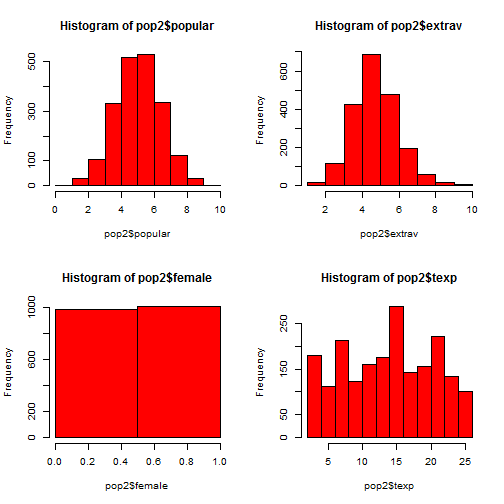 Histogram of pop2$popular
Frequency
0 100 300 500
0 2 4 6 8 10
pop2$popular
Histogram of pop2$extrav
Frequency
0 200 400 600
2 4 6 8 10
pop2$extrav
Histogram of pop2$female
Frequency
0 200 600 1000
0.0 0.2 0.4 0.6 0.8 1.0
pop2$female
Histogram of pop2$texp
Frequency
0 50 150 250
5 10 15 20 25
pop2$texp